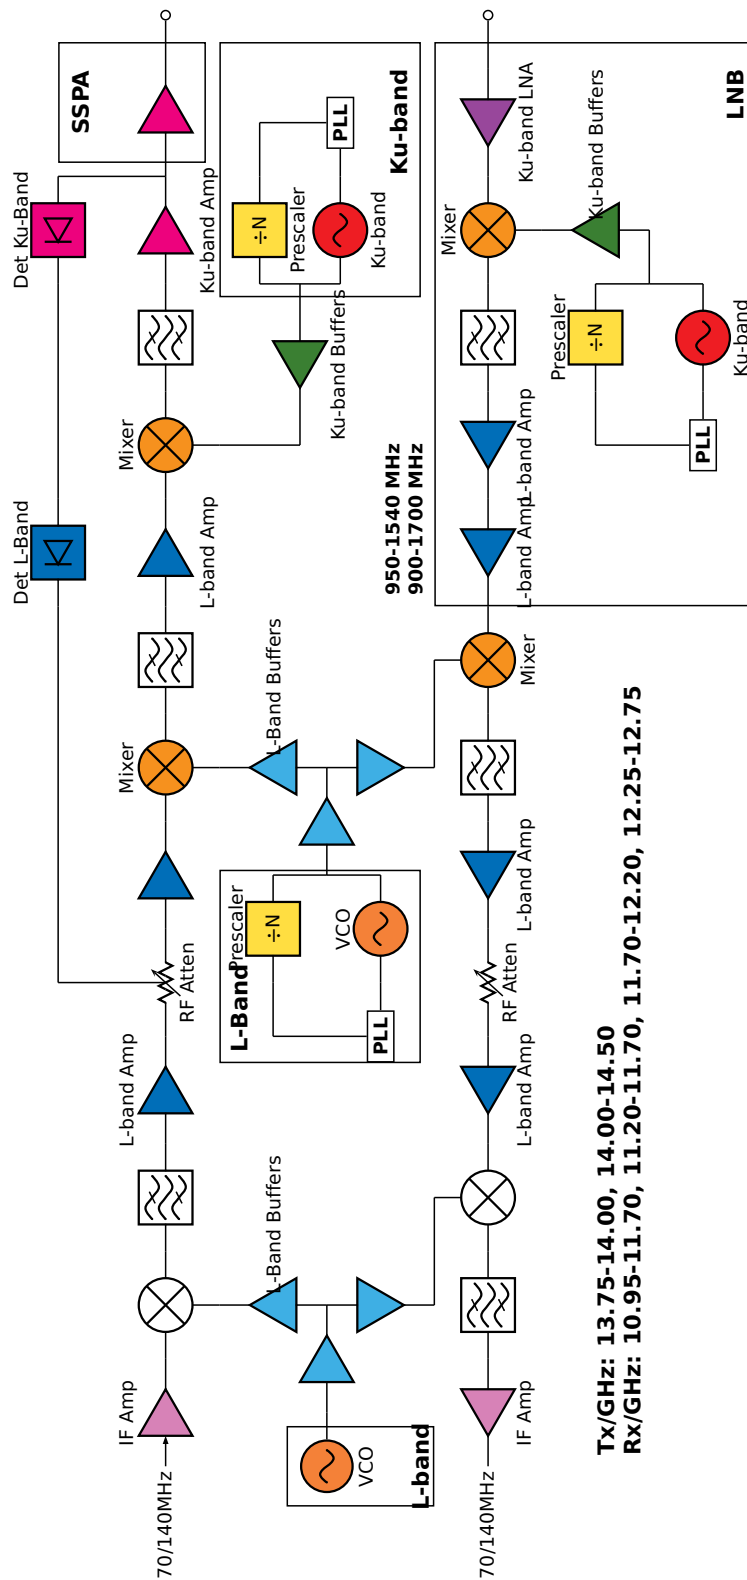 70/140MHz
IF Amp
L-band Amp
RF Atten
Mixer
L-band Amp
Mixer
Ku-band Amp
SSPA
Det L-Band
Det Ku-Band
L-Band Buffers
VCO
L-band
L-Band
Prescaler
÷N
VCO
PLL
L-Band Buffers
Ku-band Buffers
Ku-band
Prescaler
÷N
Ku-band
PLL
70/140MHz
IF Amp
L-band Amp
RF Atten
L-band Amp
Mixer
950-1540 MHz
900-1700 MHz
L-band Amp
L-band Amp
Mixer
Ku-band LNA
Ku-band Buffers
Prescaler
÷N
Ku-band
PLL
LNB
Tx/GHz: 13.75-14.00, 14.00-14.50
Rx/GHz: 10.95-11.70, 11.20-11.70, 11.70-12.20, 12.25-12.75